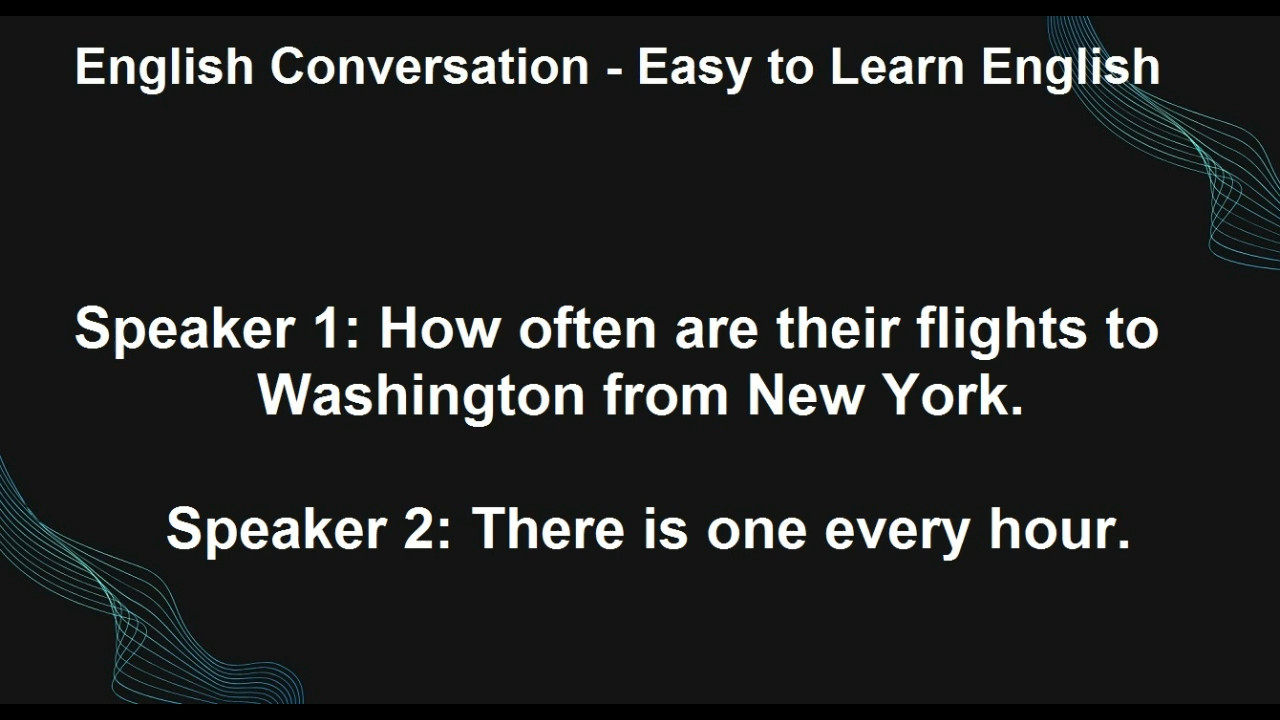 English Conversation - Easy to Learn English
Speaker 1: How often are their flights to
Washington from New York.
Speaker 2: There is one every hour.